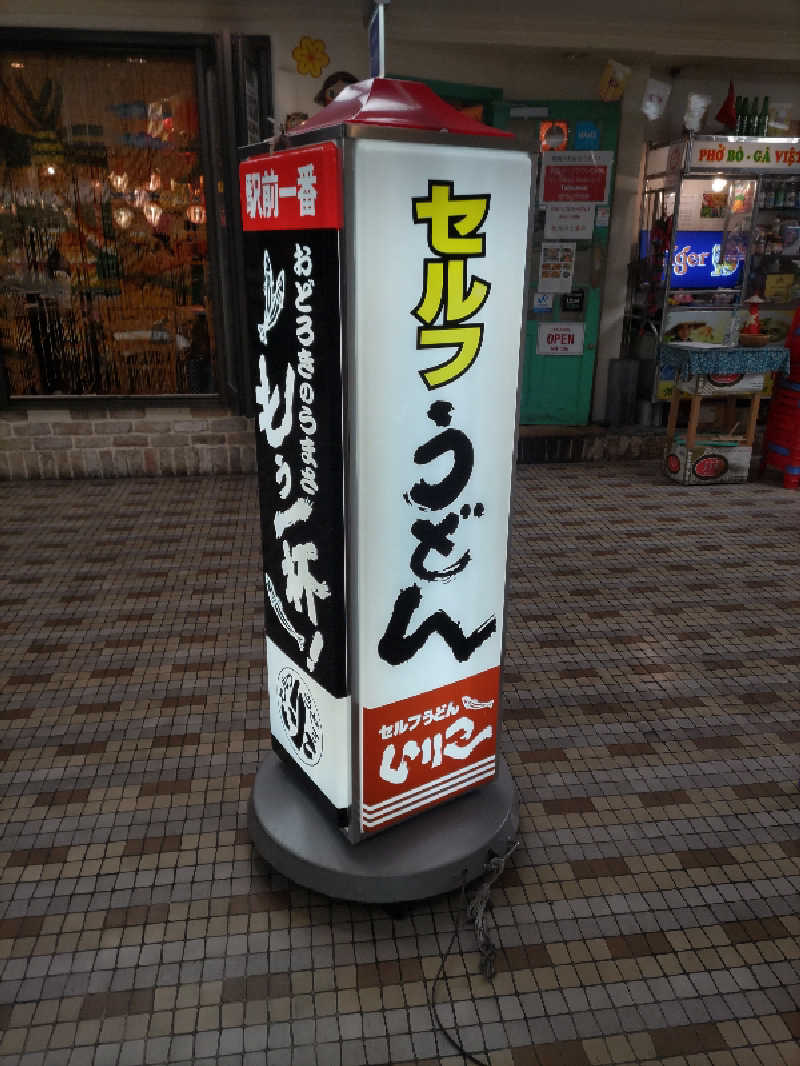 駅前一番
おどろきのうまさ
もう一杯!
セルフ
うどん
セルフうどん
いりこ
OPEN
PHỞ BÒ - GÀ VIỆT